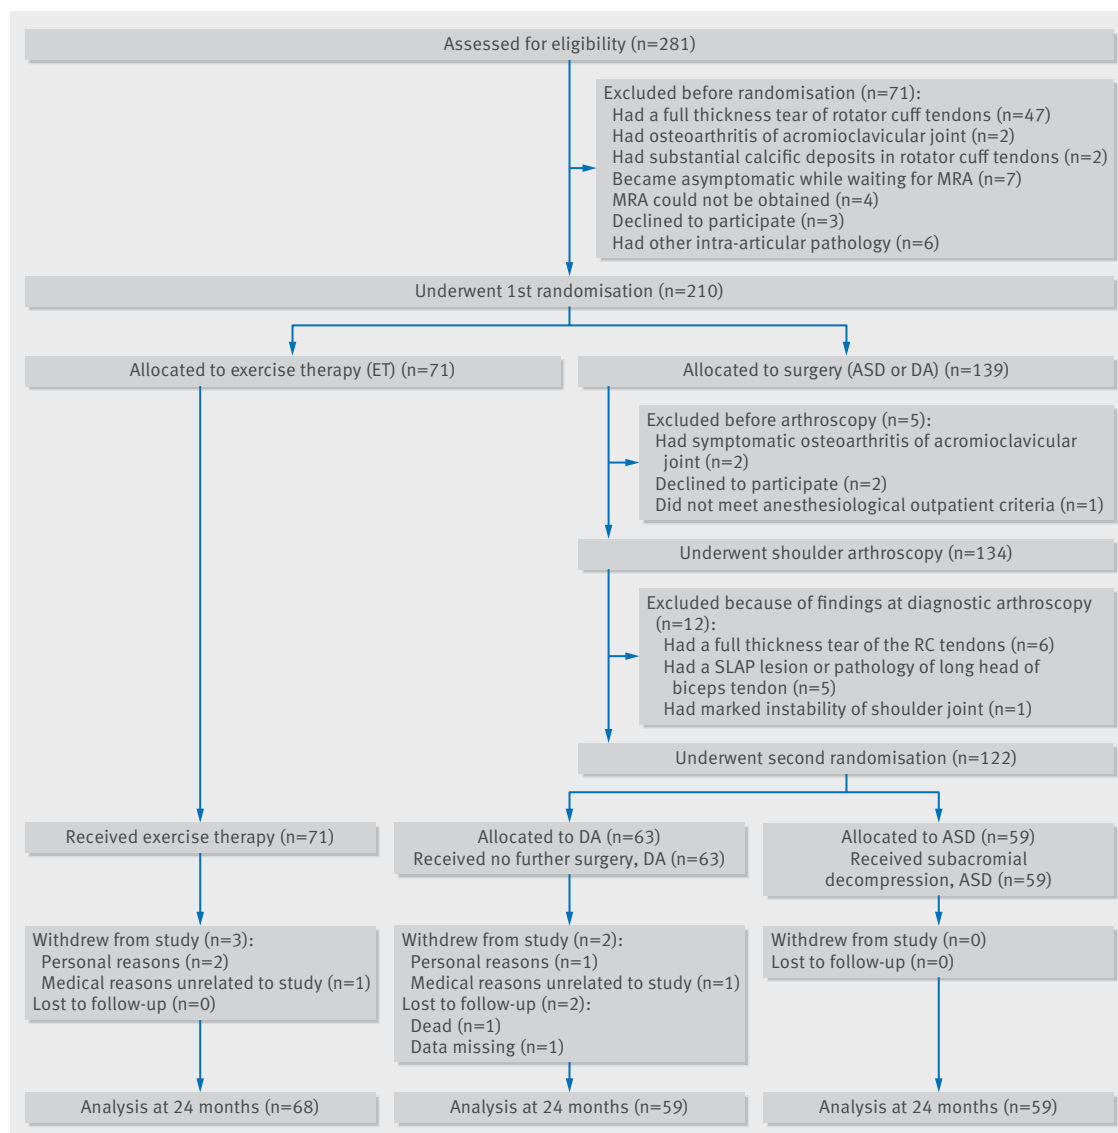 Assessed for eligibility (n=281)
Excluded before randomisation (n=71):
Had a full thickness tear of rotator cuff tendons (n=47)
Had osteoarthritis of acromioclavicular joint (n=2)
Had substantial calcific deposits in rotator cuff tendons (n=2)
Became asymptomatic while waiting for MRA (n=7)
MRA could not be obtained (n=4)
Declined to participate (n=3)
Had other intra-articular pathology (n=6)
Underwent 1st randomisation (n=210)
Allocated to exercise therapy (ET) (n=71)
Allocated to surgery (ASD or DA) (n=139)
Excluded before arthroscopy (n=5):
Had symptomatic osteoarthritis of acromioclavicular
joint (n=2)
Declined to participate (n=2)
Did not meet anesthesiological outpatient criteria (n=1)
Underwent shoulder arthroscopy (n=134)
Excluded because of findings at diagnostic arthroscopy
(n=12):
Had a full thickness tear of the RC tendons (n=6)
Had a SLAP lesion or pathology of long head of
biceps tendon (n=5)
Had marked instability of shoulder joint (n=1)
Underwent second randomisation (n=122)
Received exercise therapy (n=71)
Allocated to DA (n=63)
Received no further surgery, DA (n=63)
Allocated to ASD (n=59)
Received subacromial
decompression, ASD (n=59)
Withdrew from study (n=3):
Personal reasons (n=2)
Medical reasons unrelated to study (n=1)
Lost to follow-up (n=0)
Withdrew from study (n=2):
Personal reasons (n=1)
Medical reasons unrelated to study (n=1)
Lost to follow-up (n=2):
Dead (n=1)
Data missing (n=1)
Withdrew from study (n=0)
Lost to follow-up (n=0)
Analysis at 24 months (n=68)
Analysis at 24 months (n=59)
Analysis at 24 months (n=59)